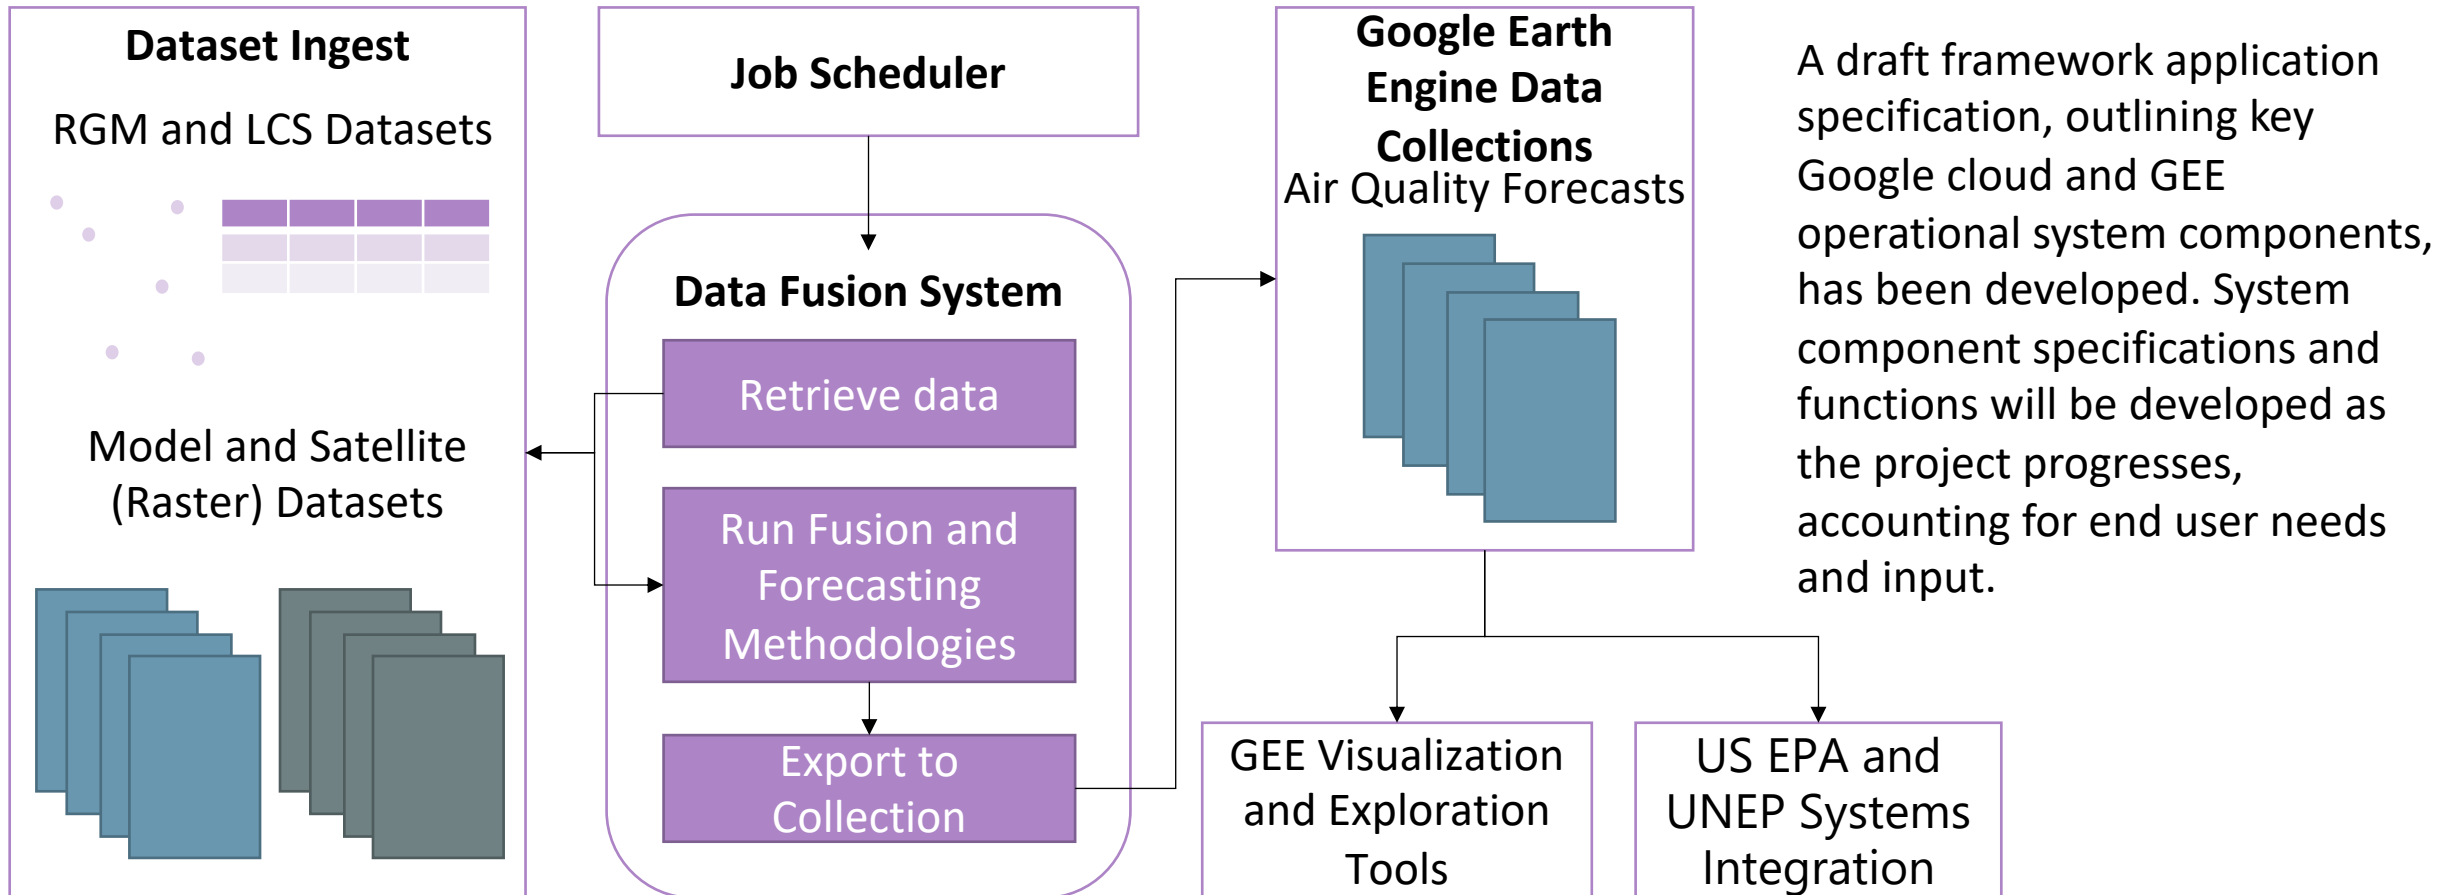 Dataset Ingest
RGM and LCS Datasets
Model and Satellite
(Raster) Datasets
Job Scheduler
Data Fusion System
Retrieve data
Run Fusion and
Forecasting
Methodologies
Export to
Collection
Google Earth
Engine Data
Collections
Air Quality Forecasts
GEE Visualization
and Exploration
Tools
US EPA and
UNEP Systems
Integration
A draft framework application
specification, outlining key
Google cloud and GEE
operational system components,
has been developed. System
component specifications and
functions will be developed as
the project progresses,
accounting for end user needs
and input.